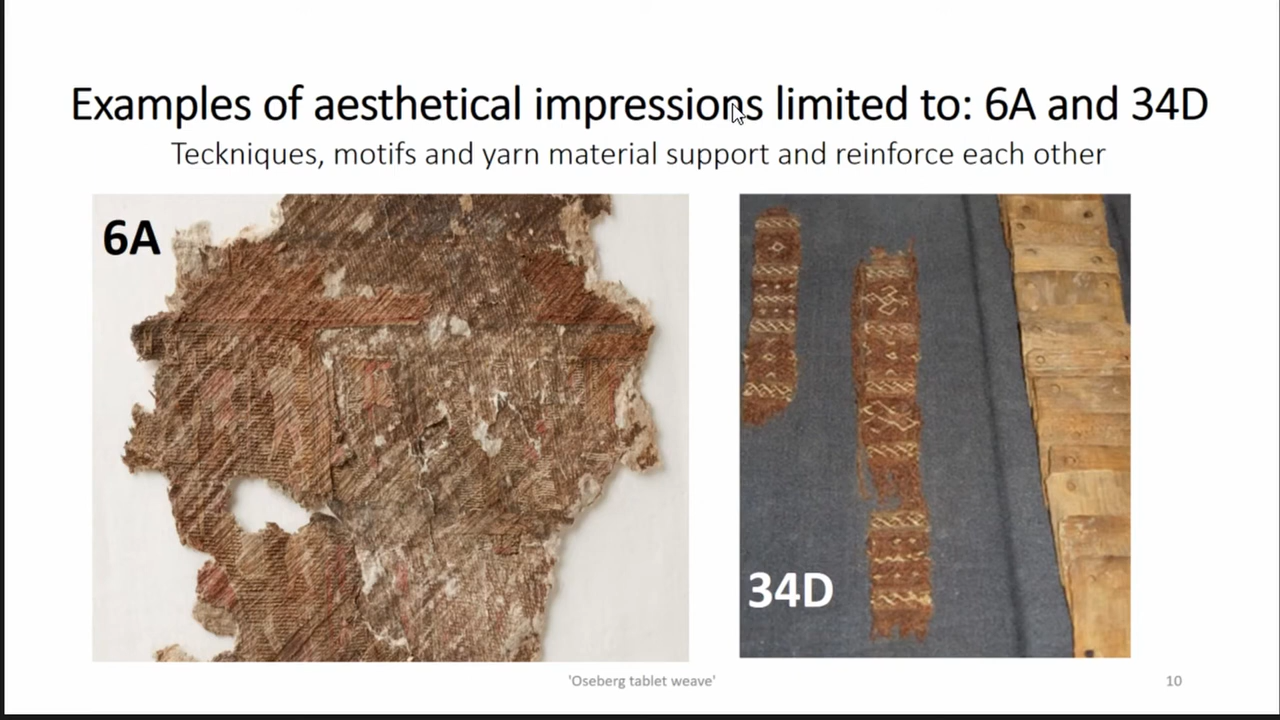 Examples of aesthetical impressions limited to: 6A and 34D
Teckniques, motifs and yarn material support and reinforce each other
6A
34D
'Oseberg tablet weave'
10